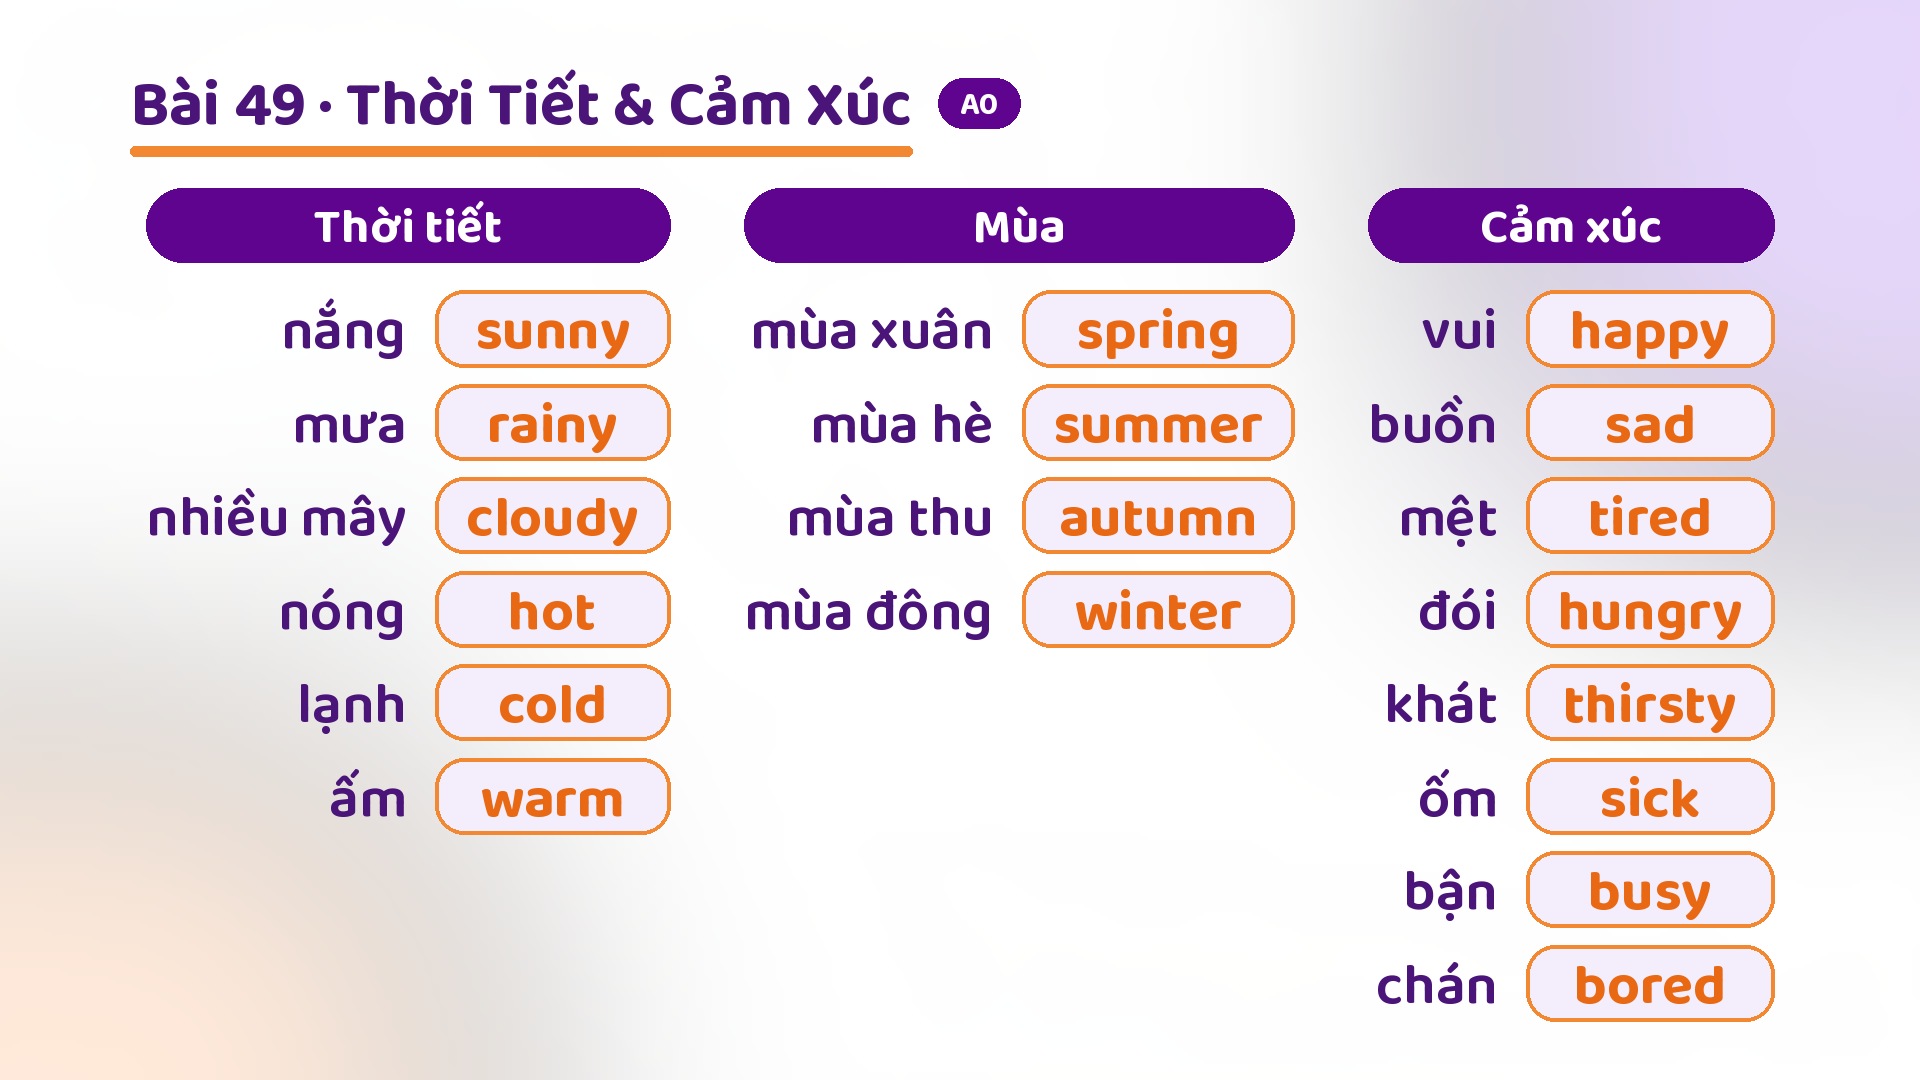 Bài 49 · Thời Tiết & Cảm Xúc A0
Thời tiết
nắng sunny
mưa rainy
nhiều mây cloudy
nóng hot
lạnh cold
ấm warm
Mùa
mùa xuân spring
mùa hè summer
mùa thu autumn
mùa đông winter
Cảm xúc
vui happy
buồn sad
mệt tired
đói hungry
khát thirsty
ốm sick
bận busy
chán bored